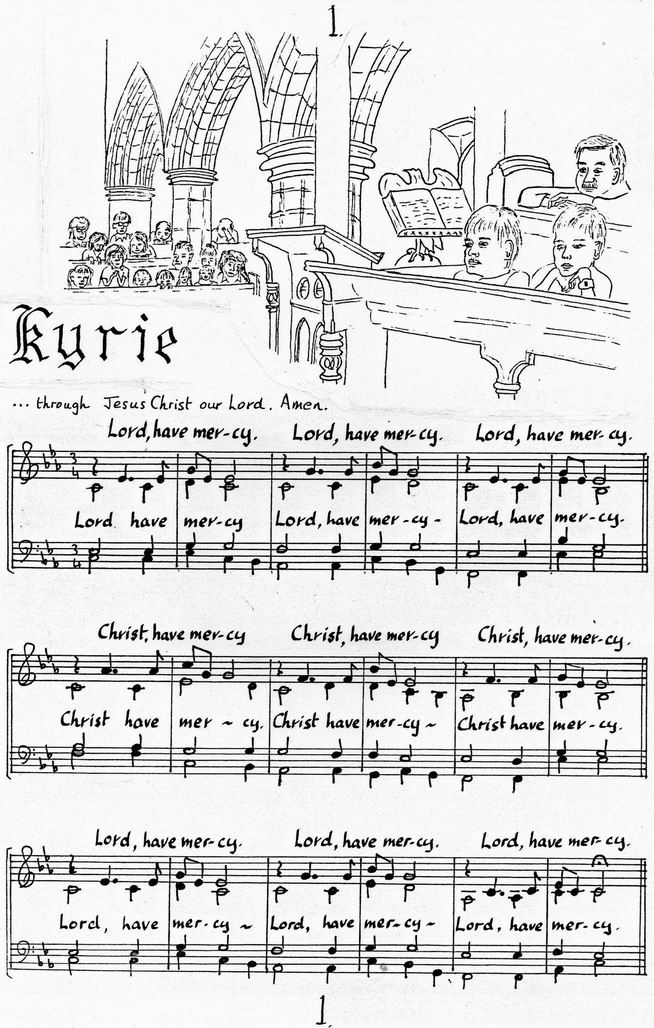 1.
Kyrie
... through Jesus Christ our Lord. Amen.
Lord, have mer-cy. Lord, have mer-cy. Lord, have mer-cy.
3 4
Lord have mer-cy Lord, have mer-cy- Lord, have mer-cy.
3 4
Christ, have mer-cy Christ, have mer-cy Christ, have mer-cy.
Christ have mer ~ cy. Christ have mer-cy~ Christ have mer-cy.
Lord, have mer-cy. Lord, have mer-cy. Lord, have mer-cy.
Lord, have mer-cy ~ Lord, have mer-cy~ Lord, have mer-cy.
1.